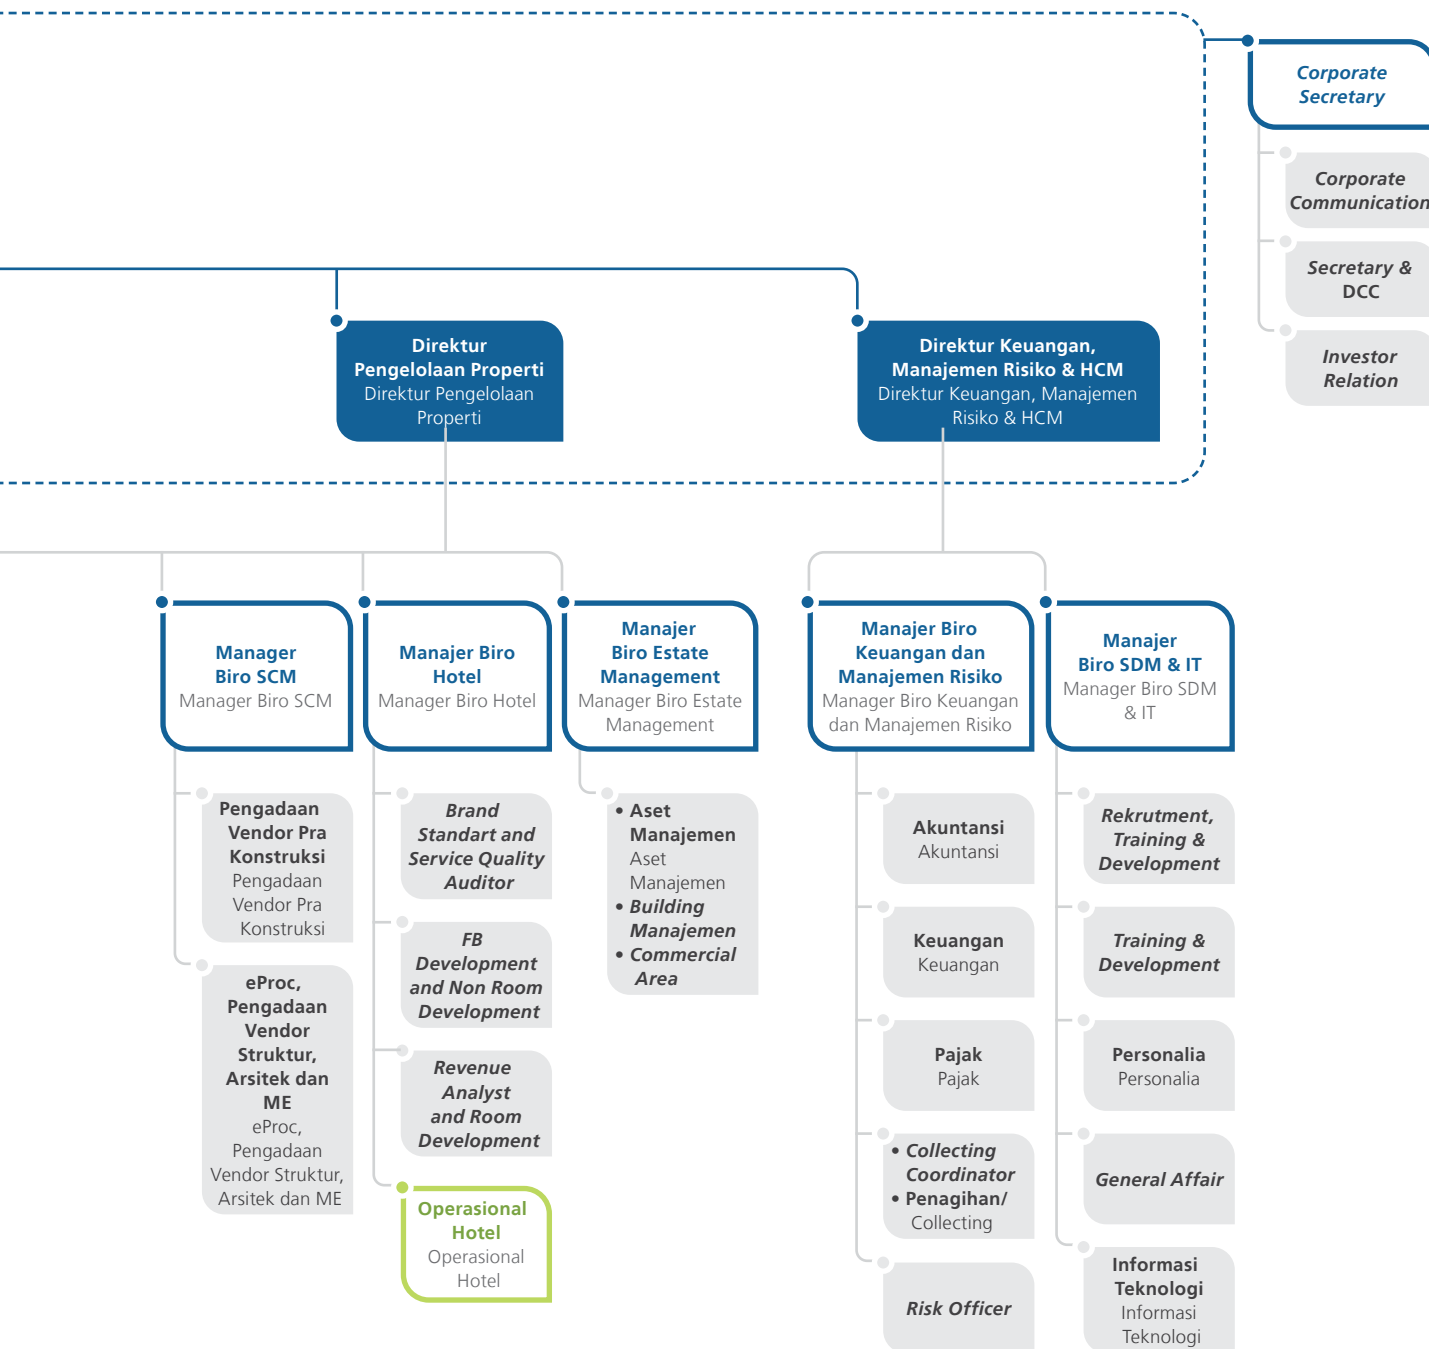 Corporate
Secretary
Corporate
Communication
Secretary &
DCC
Investor
Relation
Direktur
Pengelolaan Properti
Direktur Pengelolaan
Properti
Direktur Keuangan,
Manajemen Risiko & HCM
Direktur Keuangan, Manajemen
Risiko & HCM
Manager
Biro SCM
Manager Biro SCM
Pengadaan
Vendor Pra
Konstruksi
Pengadaan
Vendor Pra
Konstruksi
eProc,
Pengadaan
Vendor
Struktur,
Arsitek dan
ME
eProc,
Pengadaan
Vendor Struktur,
Arsitek dan ME
Manajer Biro
Hotel
Manager Biro Hotel
Brand
Standart and
Service Quality
Auditor
FB
Development
and Non Room
Development
Revenue
Analyst
and Room
Development
Operasional
Hotel
Operasional
Hotel
Manajer
Biro Estate
Management
Manager Biro Estate
Management
• Aset
Manajemen
Aset
Manajemen
• Building
Manajemen
• Commercial
Area
Manajer Biro
Keuangan dan
Manajemen Risiko
Manager Biro Keuangan
dan Manajemen Risiko
Akuntansi
Akuntansi
Keuangan
Keuangan
Pajak
Pajak
• Collecting
Coordinator
• Penagihan/
Collecting
Risk Officer
Manajer
Biro SDM & IT
Manager Biro SDM
& IT
Rekrutment,
Training &
Development
Training &
Development
Personalia
Personalia
General Affair
Informasi
Teknologi
Informasi
Teknologi